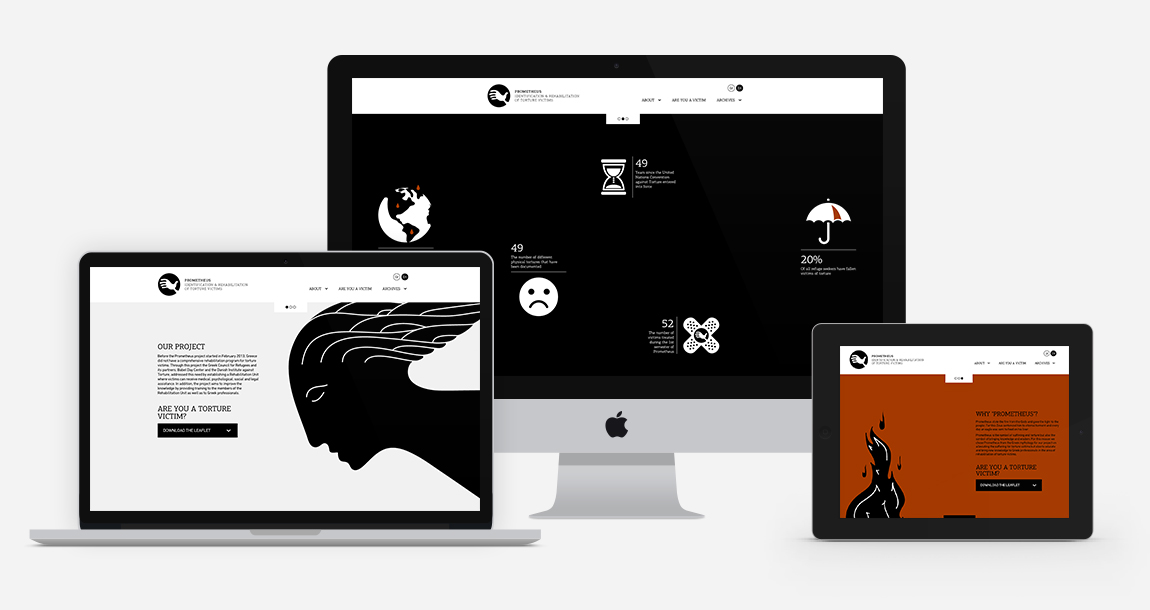 PROMETHEUS
IDENTIFICATION & REHABILITATION
OF TORTURE VICTIMS
ABOUT
ARE YOU A VICTIM
ARCHIVES
49
Years since the United
Nations Convention
against Torture entered
into force
49
The number of different
physical tortures that have
been documented
20%
Of all refuge seekers have fallen
victims of torture
52
The number of
victims treated
during the 1st
semester of
Prometheus
PROMETHEUS
IDENTIFICATION & REHABILITATION
OF TORTURE VICTIMS
ABOUT
ARE YOU A VICTIM
ARCHIVES
OUR PROJECT
Before the Prometheus project started in February 2013, Greece
did not have a comprehensive rehabilitation program for torture
victims. Through this project the Greek Council for Refugees and
its partners: Babel Day Center and the Danish Institute against
Torture, addressed this need by establishing a Rehabilitation Unit
where victims can receive medical, psychological, social and legal
assistance. In addition, the project aims to improve the
knowledge by providing training to the members of the
Rehabilitation Unit as well as to Greek professionals.
ARE YOU A TORTURE
VICTIM?
DOWNLOAD THE LEAFLET
PROMETHEUS
IDENTIFICATION & REHABILITATION
OF TORTURE VICTIMS
ABOUT
ARE YOU A VICTIM
ARCHIVES
WHY 'PROMETHEUS'?
ARE YOU A TORTURE
VICTIM?
DOWNLOAD THE LEAFLET